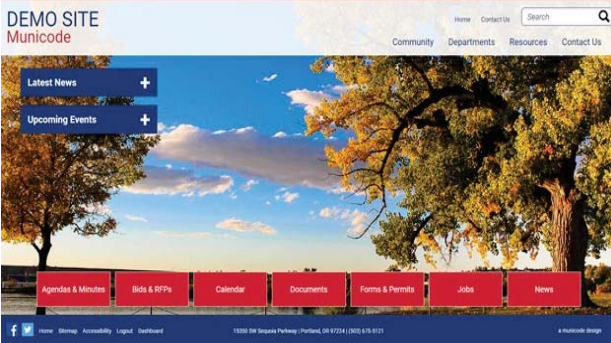 DEMO SITE
Municode
Home Contact Us Search
Community Departments Resources Contact Us
Latest News +
Upcoming Events +
Agendas & Minutes Bids & RFPs Calendar Documents Forms & Permits Jobs News
Home Sitemap Accessibility Logout Dashboard 15350 SW Sequoia Parkway | Portland, OR 97224 | (503) 675-5121 a municode design